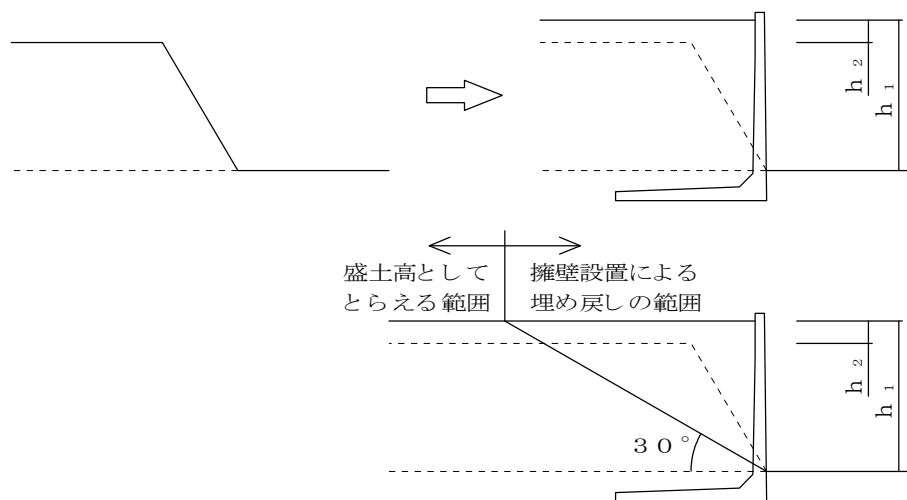 h2
h1
盛土高として
とらえる範囲
擁壁設置による
埋め戻しの範囲
h2
h1
30°